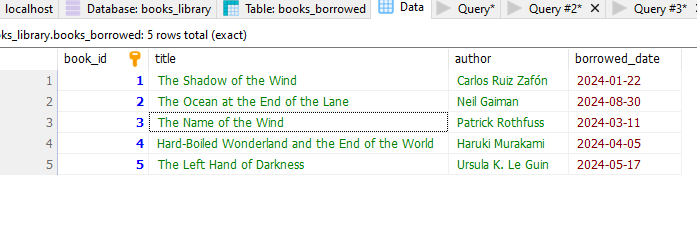 localhost Database: books_library Table: books_borrowed Data Query* Query #2* Query #3*
ks_library.books_borrowed: 5 rows total (exact)
book_id title author borrowed_date
1 1 The Shadow of the Wind Carlos Ruiz Zafón 2024-01-22
2 2 The Ocean at the End of the Lane Neil Gaiman 2024-08-30
3 3 The Name of the Wind Patrick Rothfuss 2024-03-11
4 4 Hard-Boiled Wonderland and the End of the World Haruki Murakami 2024-04-05
5 5 The Left Hand of Darkness Ursula K. Le Guin 2024-05-17